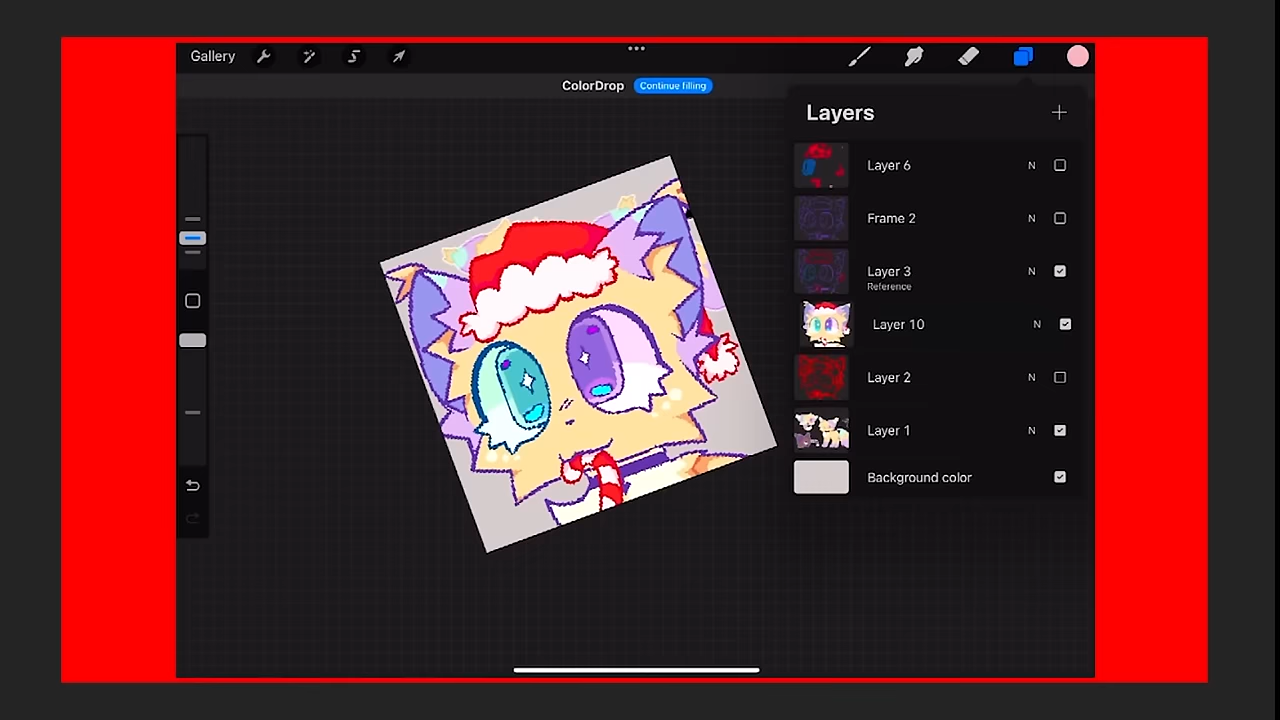 Gallery
ColorDrop Continue filling
Layers
Layer 6 N
Frame 2 N
Layer 3 N
Reference
Layer 10 N
Layer 2 N
Layer 1 N
Background color